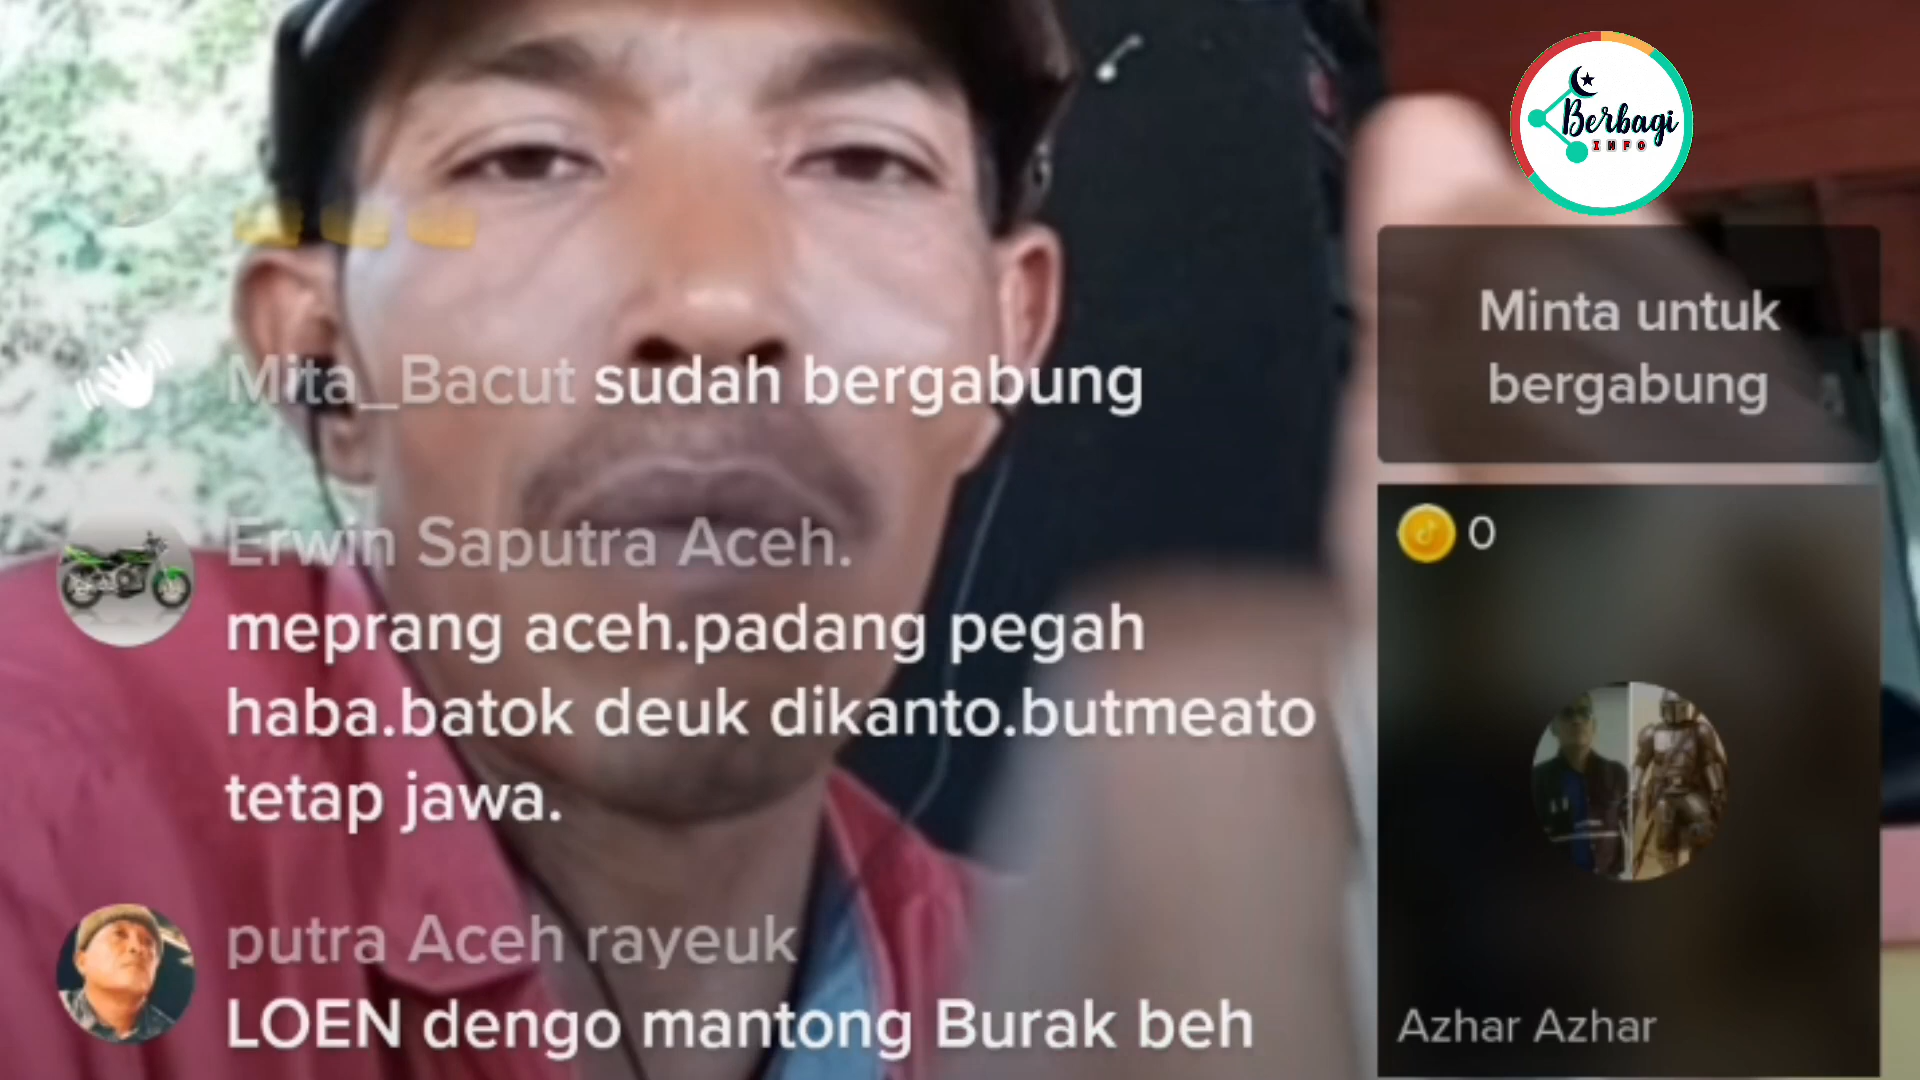 Berbagi
INFO
Minta untuk
bergabung
Mita_Bacut sudah bergabung
Erwin Saputra Aceh.
meprang aceh.padang pegah
haba.batok deuk dikanto.butmeato
tetap jawa.
putra Aceh rayeuk
LOEN dengo mantong Burak beh
0
Azhar Azhar